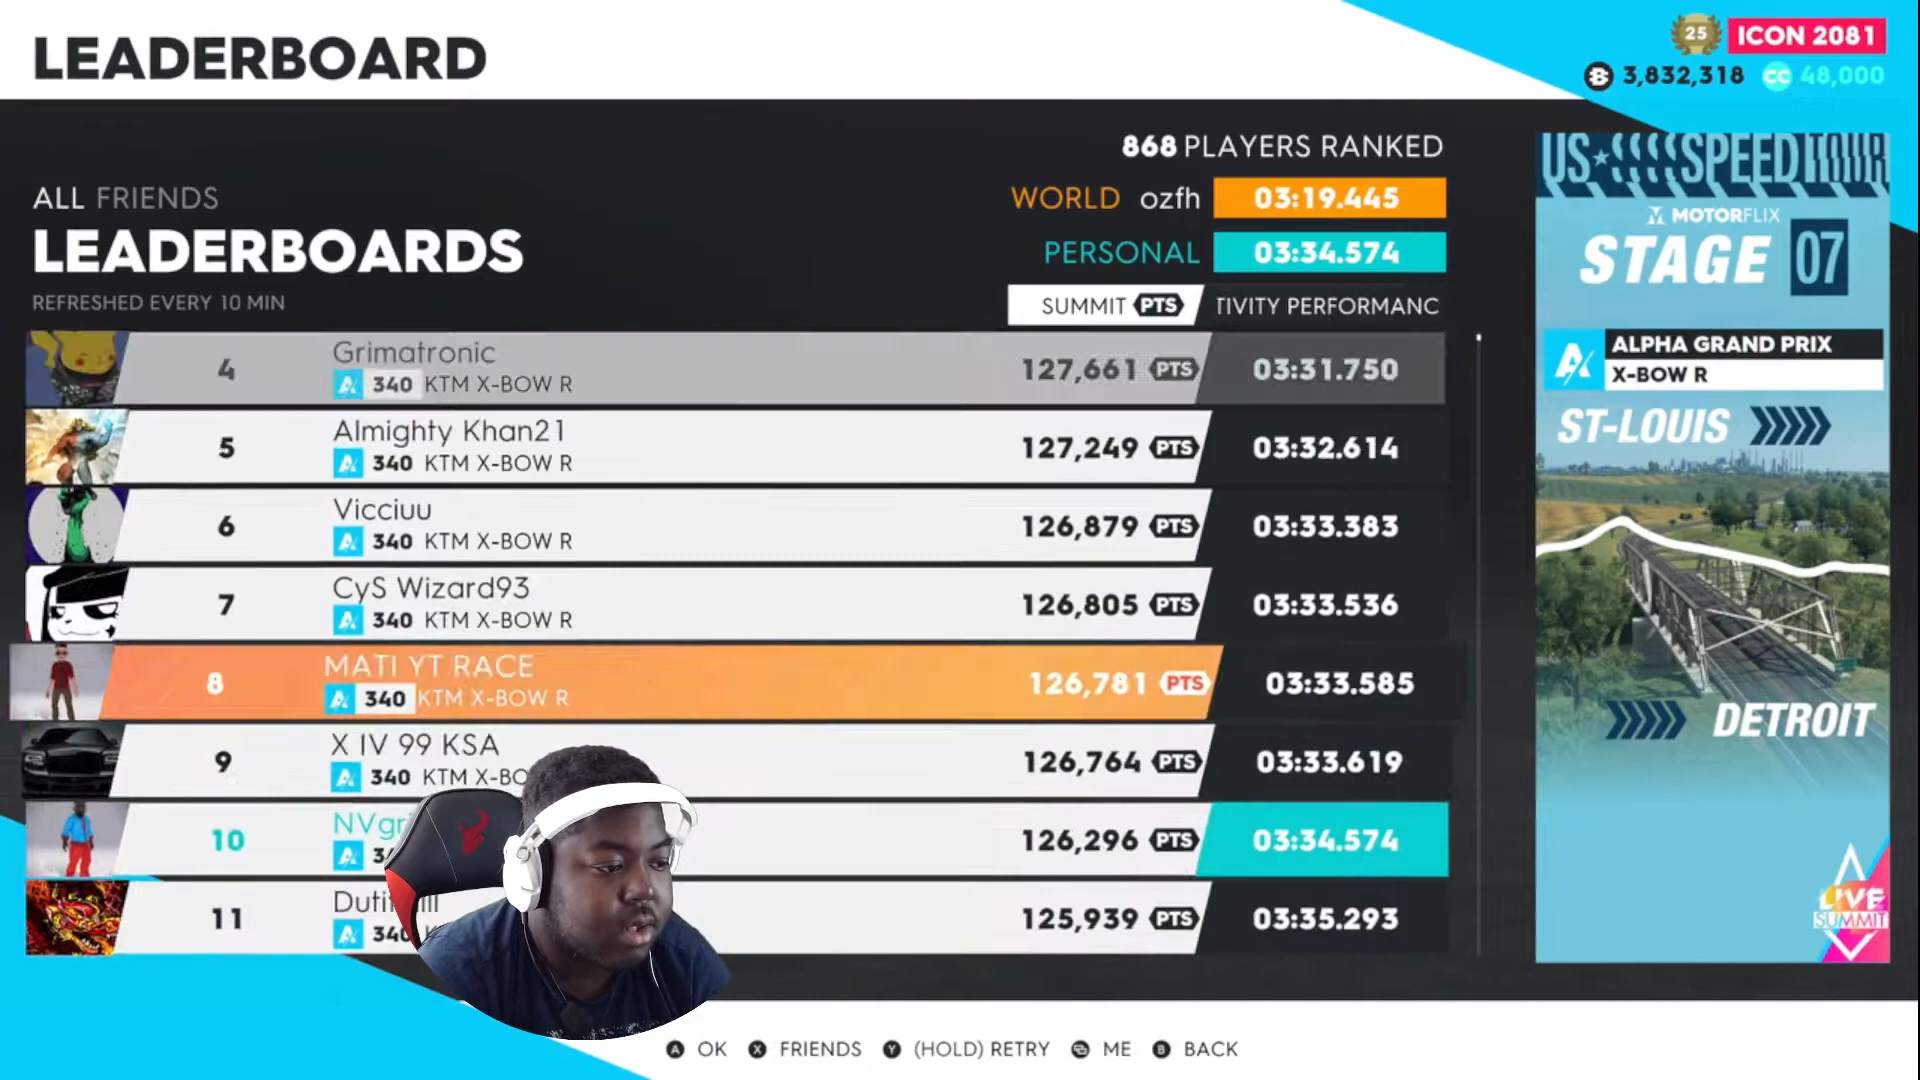 LEADERBOARD
25 ICON 2081
3,832,318 CC 48,000
868 PLAYERS RANKED
ALL FRIENDS
WORLD ozfh 03:19.445
LEADERBOARDS
PERSONAL 03:34.574
REFRESHED EVERY 10 MIN
SUMMIT PTS TIVITY PERFORMANC
4 Grimatronic 127,661 PTS 03:31.750
340 KTM X-BOW R
5 Almighty Khan21 127,249 PTS 03:32.614
340 KTM X-BOW R
6 Vicciuu 126,879 PTS 03:33.383
340 KTM X-BOW R
7 CyS Wizard93 126,805 PTS 03:33.536
340 KTM X-BOW R
8 MATI YT RACE 126,781 PTS 03:33.585
340 KTM X-BOW R
9 X IV 99 KSA 126,764 PTS 03:33.619
340 KTM X-BO
10 126,296 PTS 03:34.574
11 125,939 PTS 03:35.293
340
US SPEED TOUR
MOTORFLIX
STAGE 07
ALPHA GRAND PRIX
X-BOW R
ST-LOUIS
DETROIT
LIVE
SUMMIT
A OK X FRIENDS Y (HOLD) RETRY ME B BACK